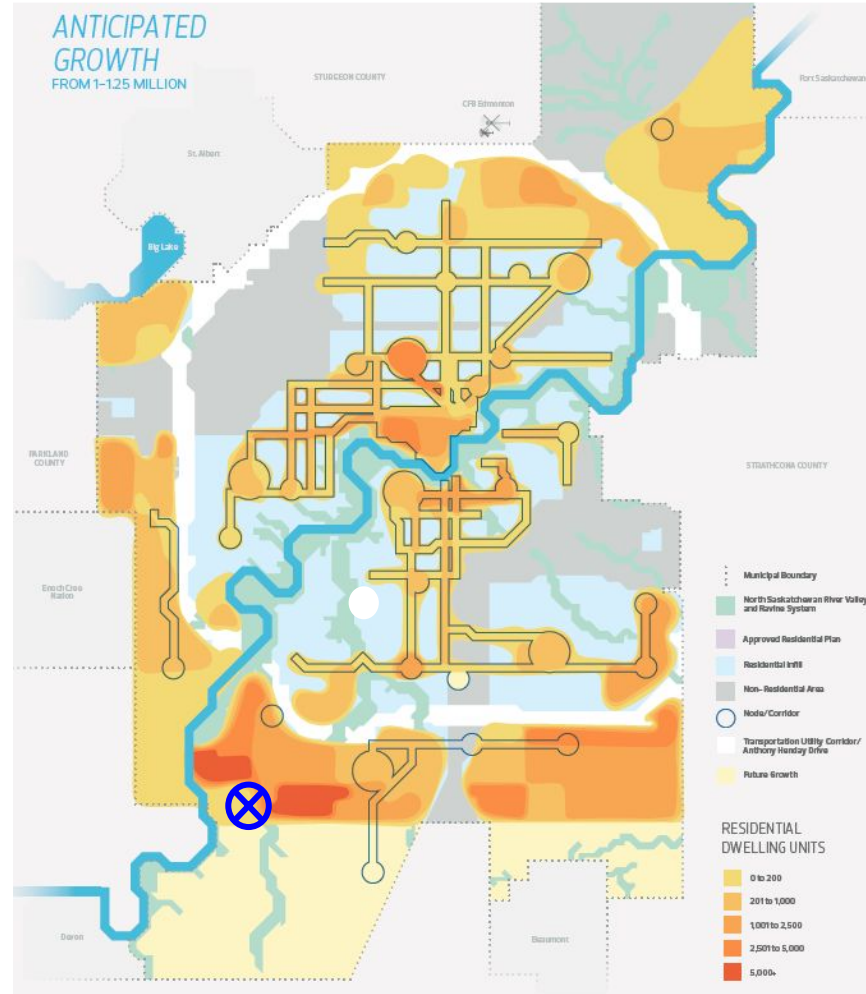 ANTICIPATED
GROWTH
FROM 1–1.25 MILLION
STURGEON COUNTY
Fort Saskatchewan
CFB Edmonton
St. Albert
Big Lake
PARKLAND
COUNTY
STRATHCONA COUNTY
Enoch Cree
Nation
Devon
Beaumont
Municipal Boundary
North Saskatchewan River Valley
and Ravine System
Approved Residential Plan
Residential Infill
Non- Residential Area
Node/Corridor
Transportation Utility Corridor/
Anthony Henday Drive
Future Growth
RESIDENTIAL
DWELLING UNITS
0 to 200
201 to 1,000
1,001 to 2,500
2,501 to 5,000
5,000+